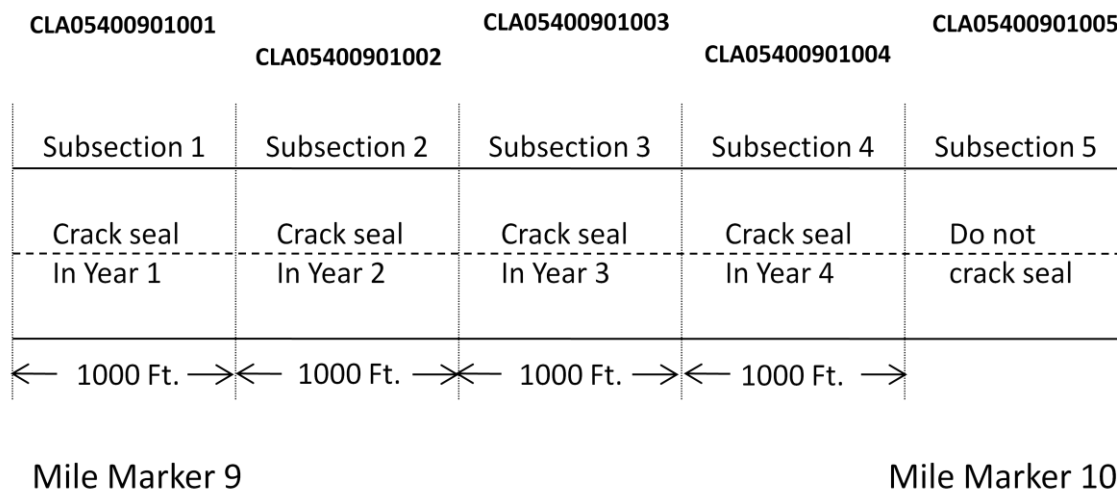 CLA05400901001
CLA05400901002
CLA05400901003
CLA05400901004
CLA05400901005
Subsection 1
Subsection 2
Subsection 3
Subsection 4
Subsection 5
Crack seal
In Year 1
Crack seal
In Year 2
Crack seal
In Year 3
Crack seal
In Year 4
Do not
crack seal
1000 Ft.
1000 Ft.
1000 Ft.
1000 Ft.
Mile Marker 9
Mile Marker 10